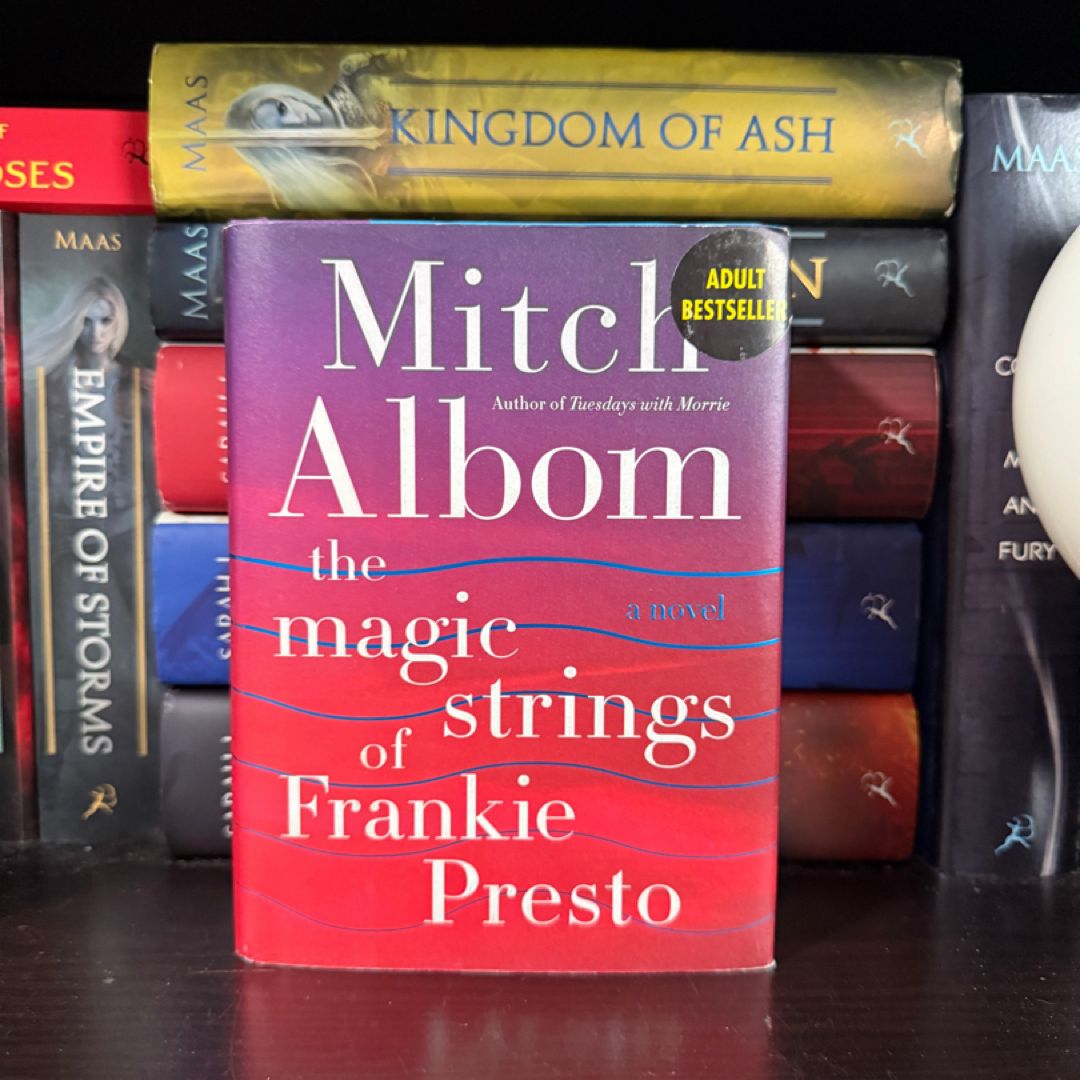 MAAS
KINGDOM OF ASH
OSES
MAAS
EMPIRE OF STORMS
MAAS
N
MAAS
FURY
Mitch
ADULT
BESTSELLER
Author of Tuesdays with Morrie
Albom
the
a novel
magic
strings
of
Frankie
Presto